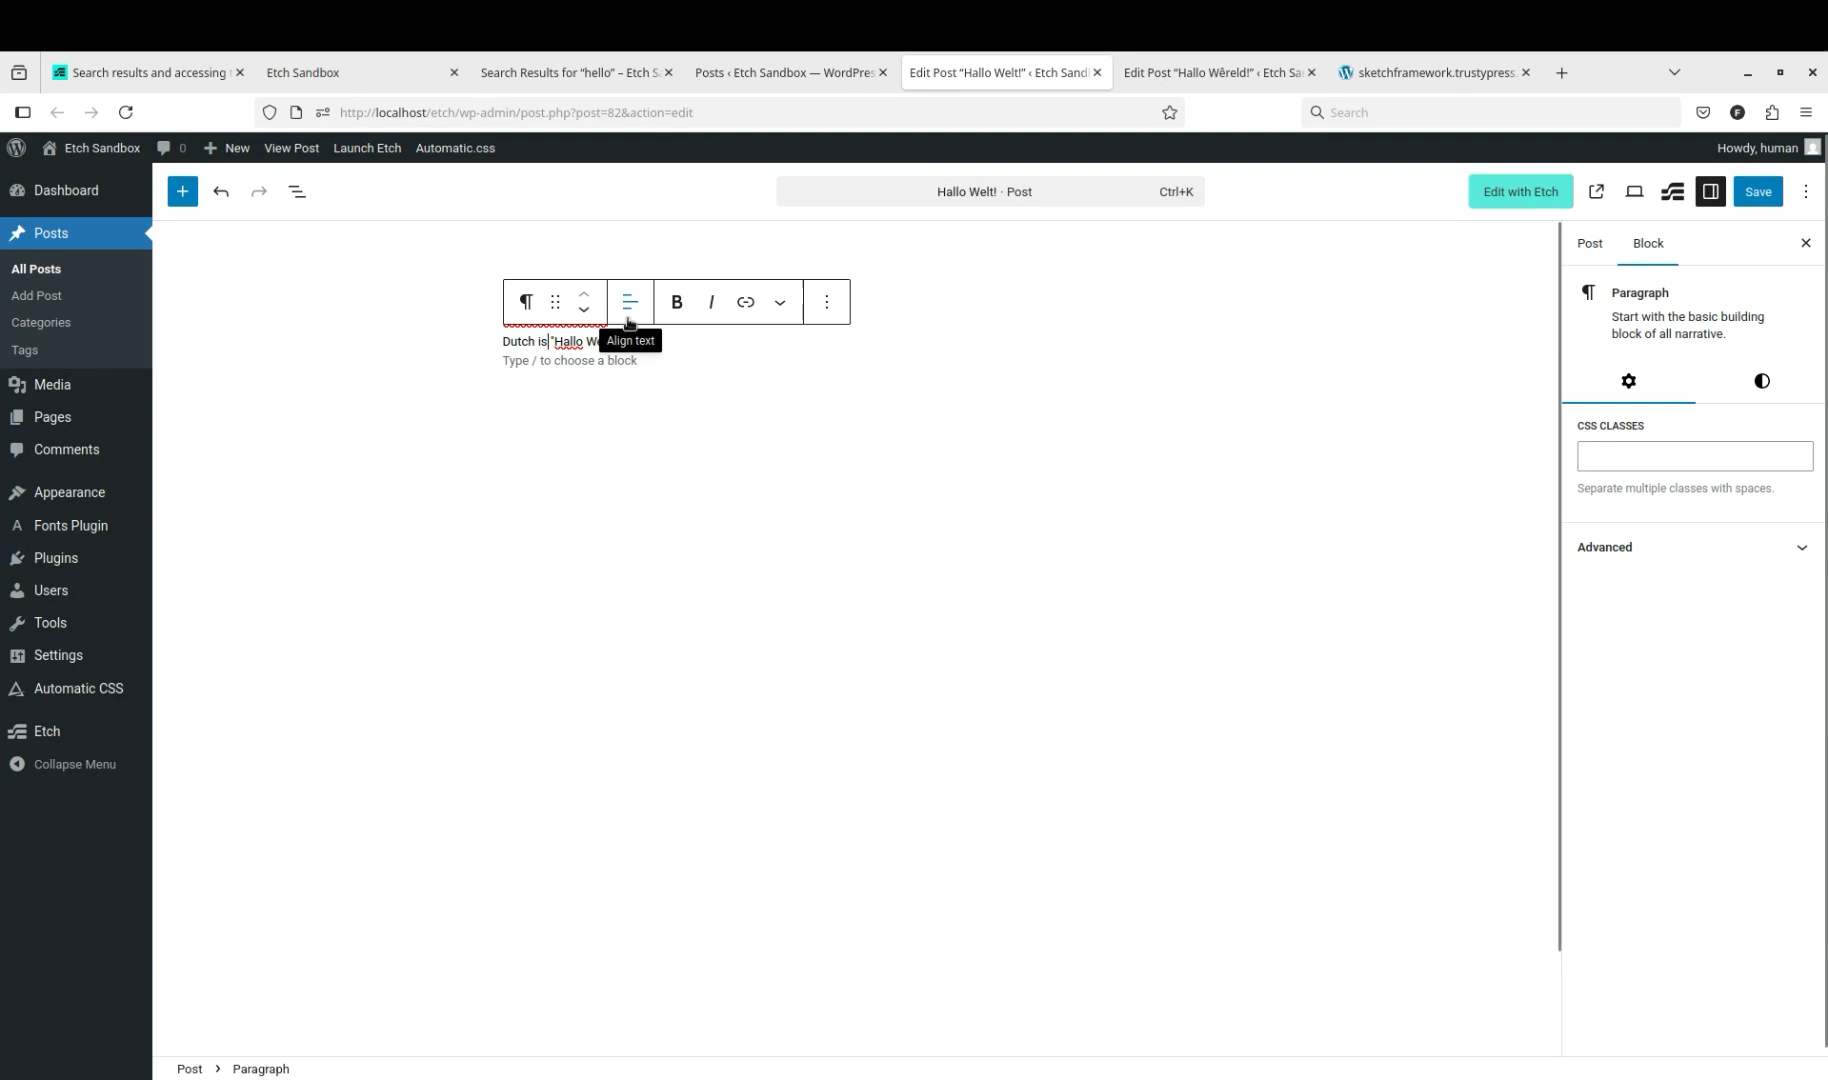 Search results and accessing
Etch Sandbox
Search Results for “hello” – Etch S
Posts ‹ Etch Sandbox — WordPres
Edit Post “Hallo Welt!” ‹ Etch Sand
Edit Post “Hallo Wêreld!” ‹ Etch Sa
sketchframework.trustypress.
http://localhost/etch/wp-admin/post.php?post=82&action=edit
Search
F
Etch Sandbox
0
New
View Post
Launch Etch
Automatic.css
Howdy, human
Dashboard
Posts
All Posts
Add Post
Categories
Tags
Media
Pages
Comments
Appearance
Fonts Plugin
Plugins
Users
Tools
Settings
Automatic CSS
Etch
Collapse Menu
Hallo Welt! · Post
Ctrl+K
Edit with Etch
Save
B
I
Dutch is "Hallo We
Align text
Type / to choose a block
Post
Block
Paragraph
Start with the basic building
block of all narrative.
CSS CLASSES
Separate multiple classes with spaces.
Advanced
Post › Paragraph